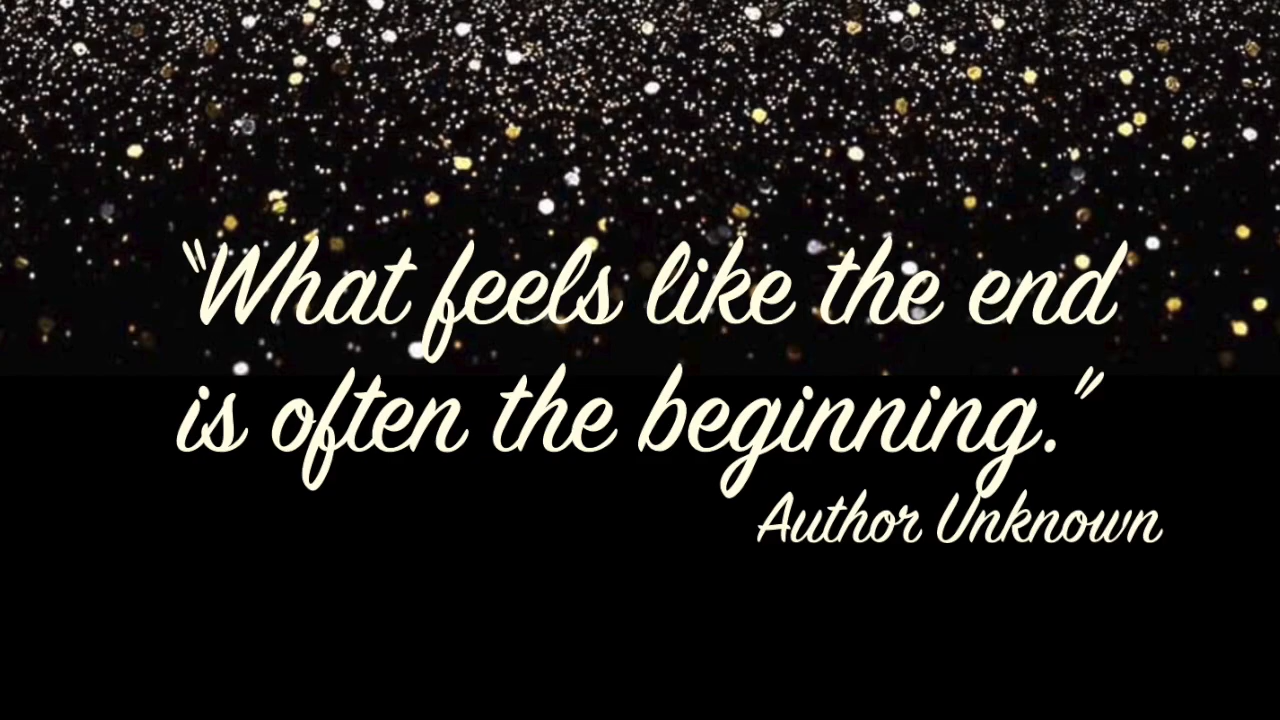 “What feels like the end
is often the beginning.”
Author Unknown